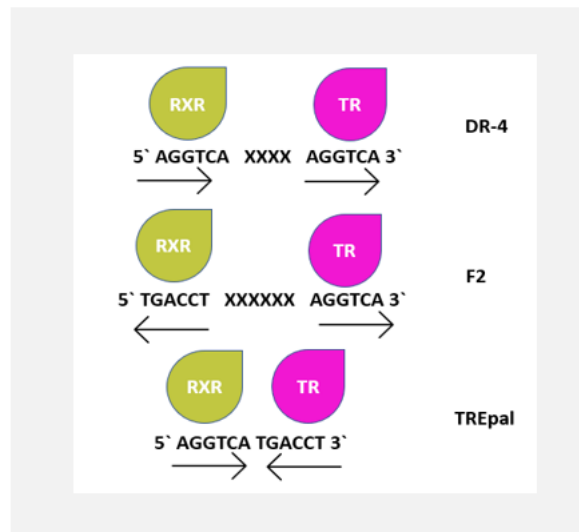 RXR TR
DR-4
5` AGGTCA XXXX AGGTCA 3`
RXR TR
F2
5` TGACCT XXXXXX AGGTCA 3`
RXR TR
TREpal
5` AGGTCA TGACCT 3`